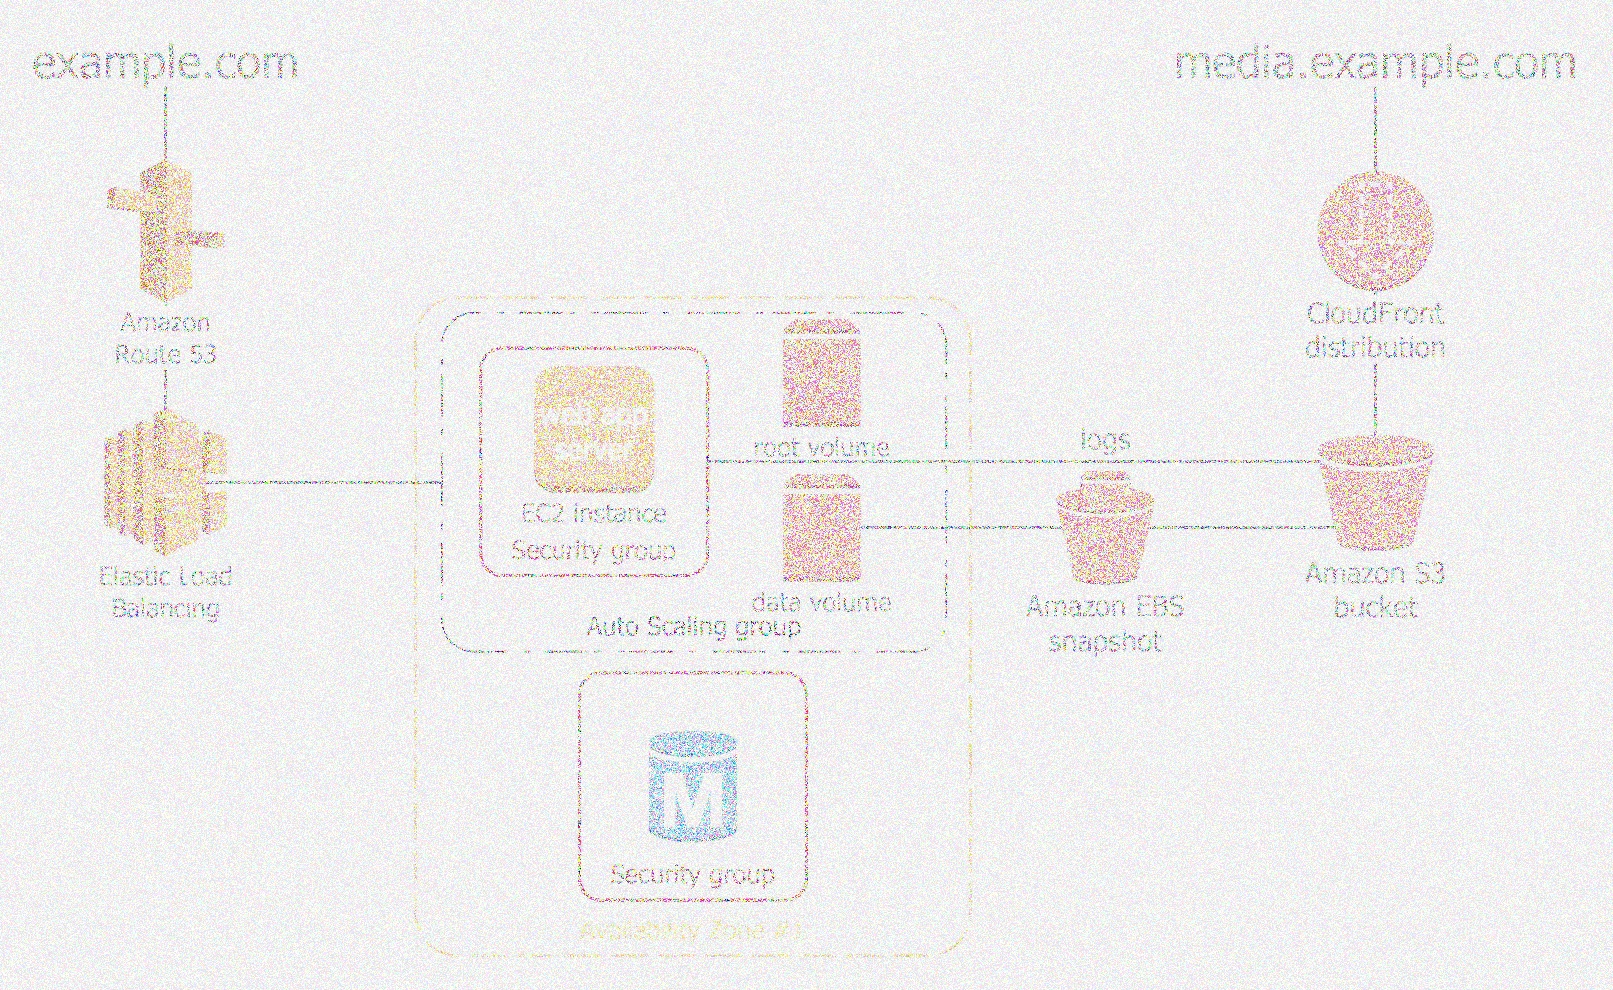 example.com
media.example.com
Amazon
Route 53
CloudFront
distribution
web app
server
root volume
logs
EC2 instance
Security group
Elastic Load
Balancing
data volume
Auto Scaling group
Amazon EBS
snapshot
Amazon S3
bucket
M
Security group
Availability Zone #1